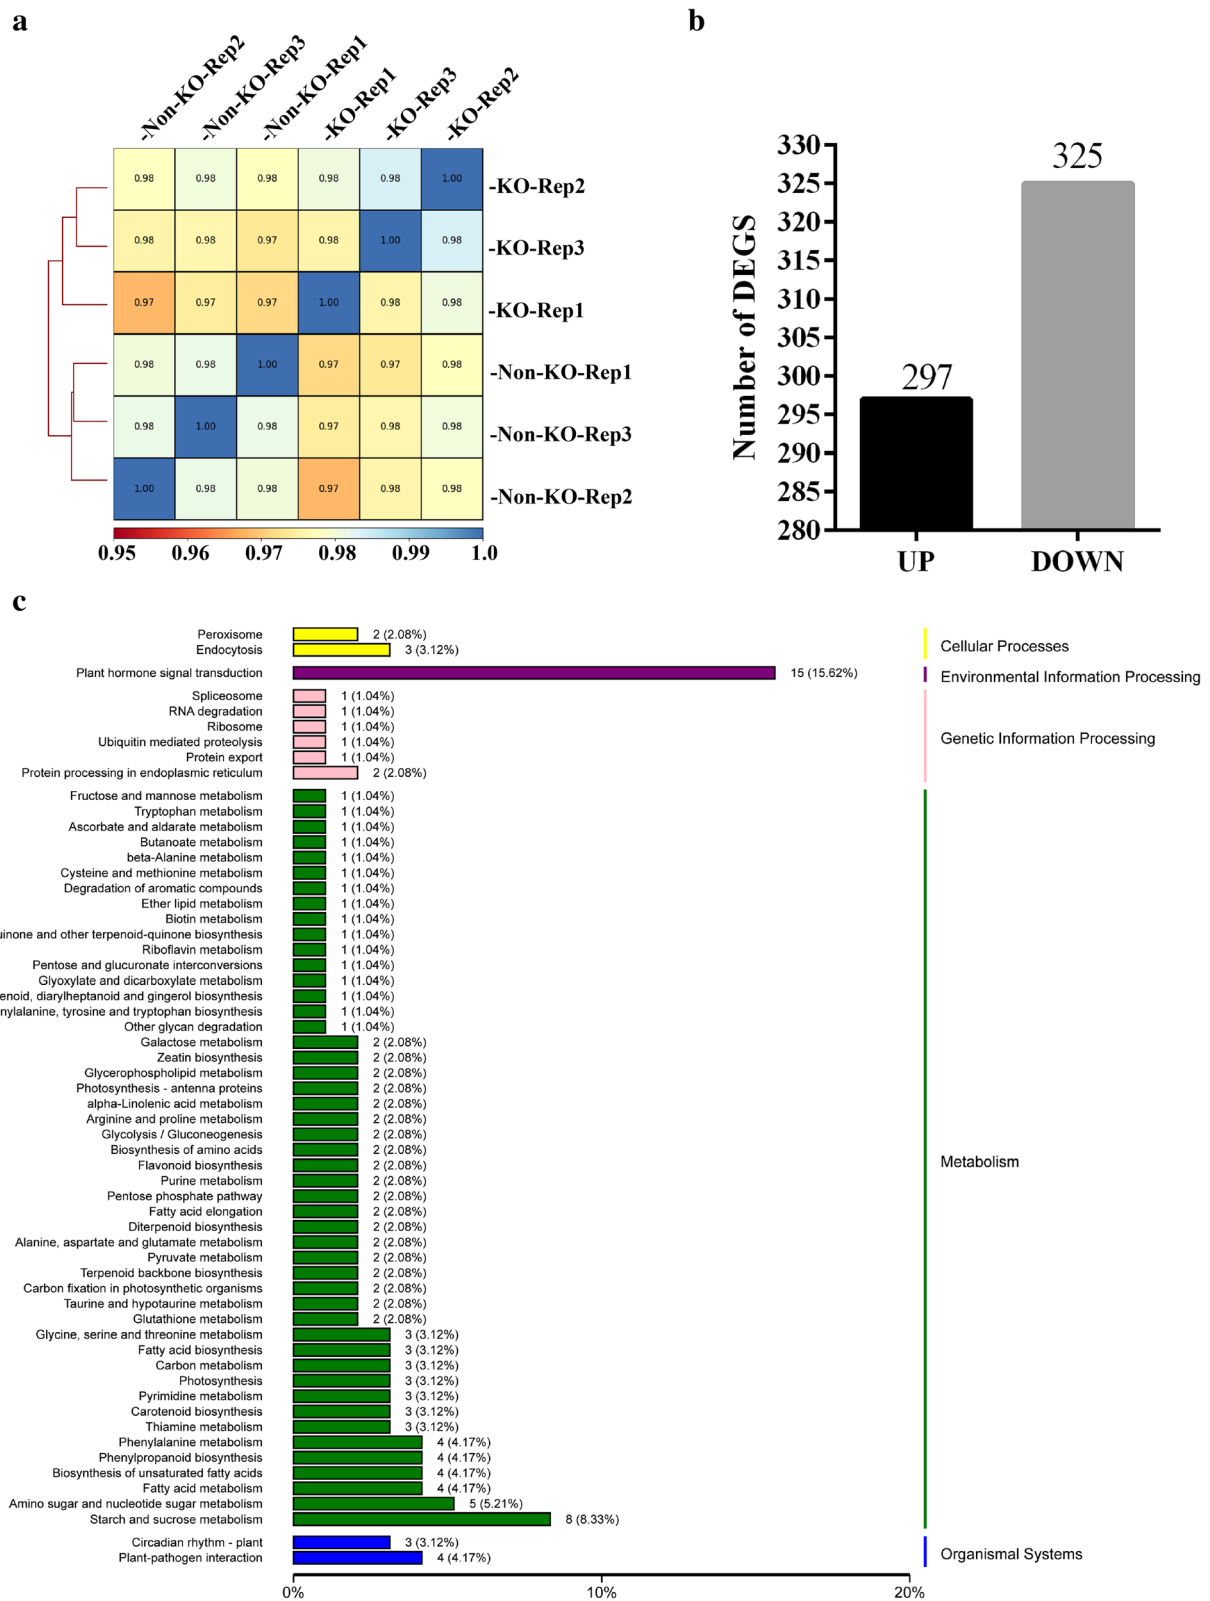 a
-Non-KO-Rep2
-Non-KO-Rep3
-Non-KO-Rep1
-KO-Rep1
-KO-Rep3
-KO-Rep2
0.98 0.98 0.98 0.98 0.98 1.00 -KO-Rep2
0.98 0.98 0.97 0.98 1.00 0.98 -KO-Rep3
0.97 0.97 0.97 1.00 0.98 0.98 -KO-Rep1
0.98 0.98 1.00 0.97 0.97 0.98 -Non-KO-Rep1
0.98 1.00 0.98 0.97 0.98 0.98 -Non-KO-Rep3
1.00 0.98 0.98 0.97 0.98 0.98 -Non-KO-Rep2
0.95 0.96 0.97 0.98 0.99 1.0
b
Number of DEGS
330
325
320
315
310
305
300
295
290
285
280
297
325
UP DOWN
c
Peroxisome 2 (2.08%)
Endocytosis 3 (3.12%)
Cellular Processes
Plant hormone signal transduction 15 (15.62%)
Environmental Information Processing
Spliceosome 1 (1.04%)
RNA degradation 1 (1.04%)
Ribosome 1 (1.04%)
Ubiquitin mediated proteolysis 1 (1.04%)
Protein export 1 (1.04%)
Protein processing in endoplasmic reticulum 2 (2.08%)
Genetic Information Processing
Fructose and mannose metabolism 1 (1.04%)
Tryptophan metabolism 1 (1.04%)
Ascorbate and aldarate metabolism 1 (1.04%)
Butanoate metabolism 1 (1.04%)
beta-Alanine metabolism 1 (1.04%)
Cysteine and methionine metabolism 1 (1.04%)
Degradation of aromatic compounds 1 (1.04%)
Ether lipid metabolism 1 (1.04%)
Biotin metabolism 1 (1.04%)
uinone and other terpenoid-quinone biosynthesis 1 (1.04%)
Riboflavin metabolism 1 (1.04%)
Pentose and glucuronate interconversions 1 (1.04%)
Glyoxylate and dicarboxylate metabolism 1 (1.04%)
enoid, diarylheptanoid and gingerol biosynthesis 1 (1.04%)
nylalanine, tyrosine and tryptophan biosynthesis 1 (1.04%)
Other glycan degradation 1 (1.04%)
Galactose metabolism 2 (2.08%)
Zeatin biosynthesis 2 (2.08%)
Glycerophospholipid metabolism 2 (2.08%)
Photosynthesis - antenna proteins 2 (2.08%)
alpha-Linolenic acid metabolism 2 (2.08%)
Arginine and proline metabolism 2 (2.08%)
Glycolysis / Gluconeogenesis 2 (2.08%)
Biosynthesis of amino acids 2 (2.08%)
Flavonoid biosynthesis 2 (2.08%)
Purine metabolism 2 (2.08%)
Pentose phosphate pathway 2 (2.08%)
Fatty acid elongation 2 (2.08%)
Diterpenoid biosynthesis 2 (2.08%)
Alanine, aspartate and glutamate metabolism 2 (2.08%)
Pyruvate metabolism 2 (2.08%)
Terpenoid backbone biosynthesis 2 (2.08%)
Carbon fixation in photosynthetic organisms 2 (2.08%)
Taurine and hypotaurine metabolism 2 (2.08%)
Glutathione metabolism 2 (2.08%)
Glycine, serine and threonine metabolism 3 (3.12%)
Fatty acid biosynthesis 3 (3.12%)
Carbon metabolism 3 (3.12%)
Photosynthesis 3 (3.12%)
Pyrimidine metabolism 3 (3.12%)
Carotenoid biosynthesis 3 (3.12%)
Thiamine metabolism 3 (3.12%)
Phenylalanine metabolism 4 (4.17%)
Phenylpropanoid biosynthesis 4 (4.17%)
Biosynthesis of unsaturated fatty acids 4 (4.17%)
Fatty acid metabolism 4 (4.17%)
Amino sugar and nucleotide sugar metabolism 5 (5.21%)
Starch and sucrose metabolism 8 (8.33%)
Metabolism
Circadian rhythm - plant 3 (3.12%)
Plant-pathogen interaction 4 (4.17%)
Organismal Systems
0% 10% 20%